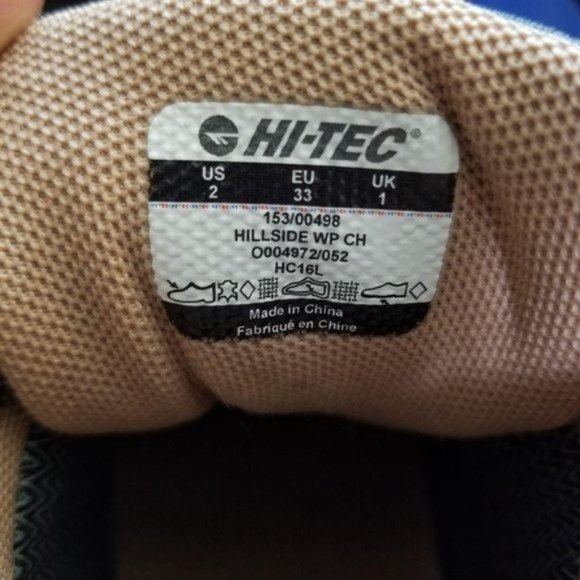 HI-TEC®
US EU UK
2 33 1
153/00498
HILLSIDE WP CH
O004972/052
HC16L
Made in China
Fabriqué en Chine